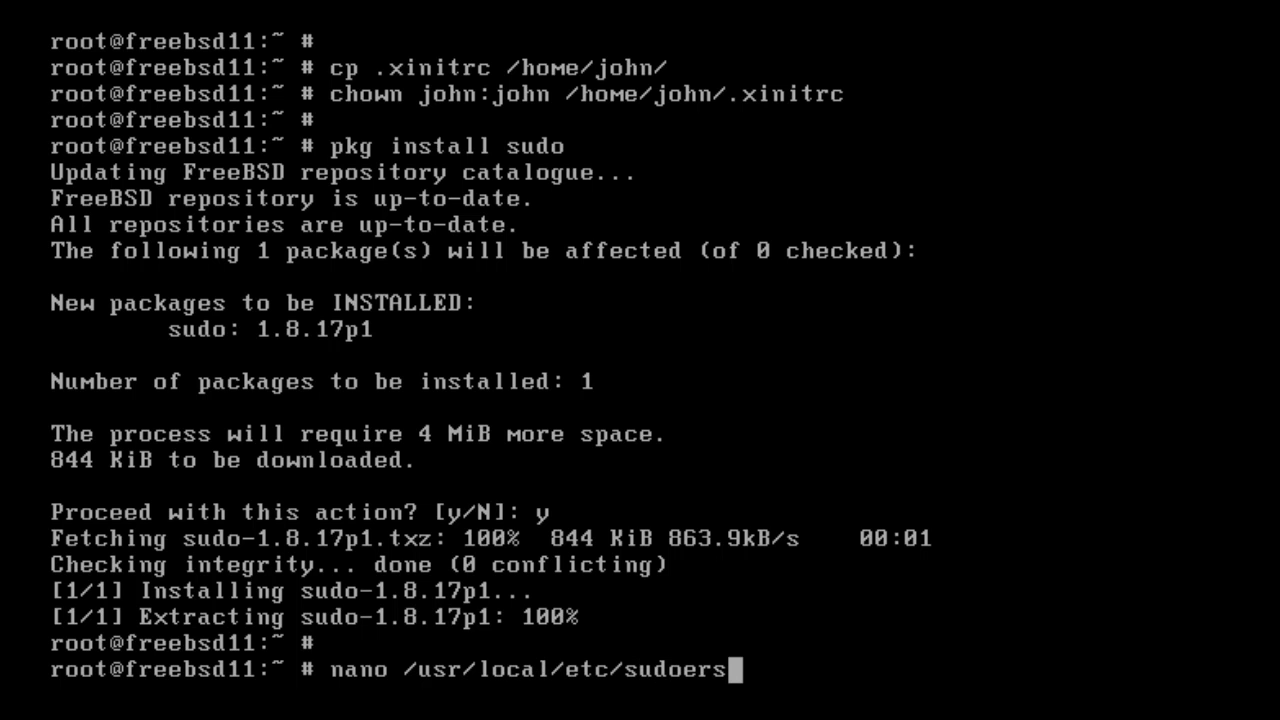 root@freebsd11:~ #
root@freebsd11:~ # cp .xinitrc /home/john/
root@freebsd11:~ # chown john:john /home/john/.xinitrc
root@freebsd11:~ #
root@freebsd11:~ # pkg install sudo
Updating FreeBSD repository catalogue...
FreeBSD repository is up-to-date.
All repositories are up-to-date.
The following 1 package(s) will be affected (of 0 checked):
New packages to be INSTALLED:
sudo: 1.8.17p1
Number of packages to be installed: 1
The process will require 4 MiB more space.
844 KiB to be downloaded.
Proceed with this action? [y/N]: y
Fetching sudo-1.8.17p1.txz: 100%  844 KiB 863.9kB/s    00:01
Checking integrity... done (0 conflicting)
[1/1] Installing sudo-1.8.17p1...
[1/1] Extracting sudo-1.8.17p1: 100%
root@freebsd11:~ #
root@freebsd11:~ # nano /usr/local/etc/sudoers